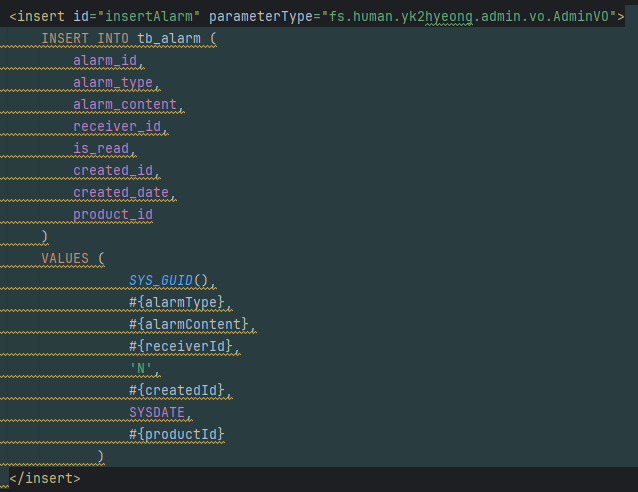 <insert id="insertAlarm" parameterType="fs.human.yk2hyeong.admin.vo.AdminVO">
INSERT INTO tb_alarm (
alarm_id,
alarm_type,
alarm_content,
receiver_id,
is_read,
created_id,
created_date,
product_id
)
VALUES (
SYS_GUID(),
#{alarmType},
#{alarmContent},
#{receiverId},
'N',
#{createdId},
SYSDATE,
#{productId}
)
</insert>